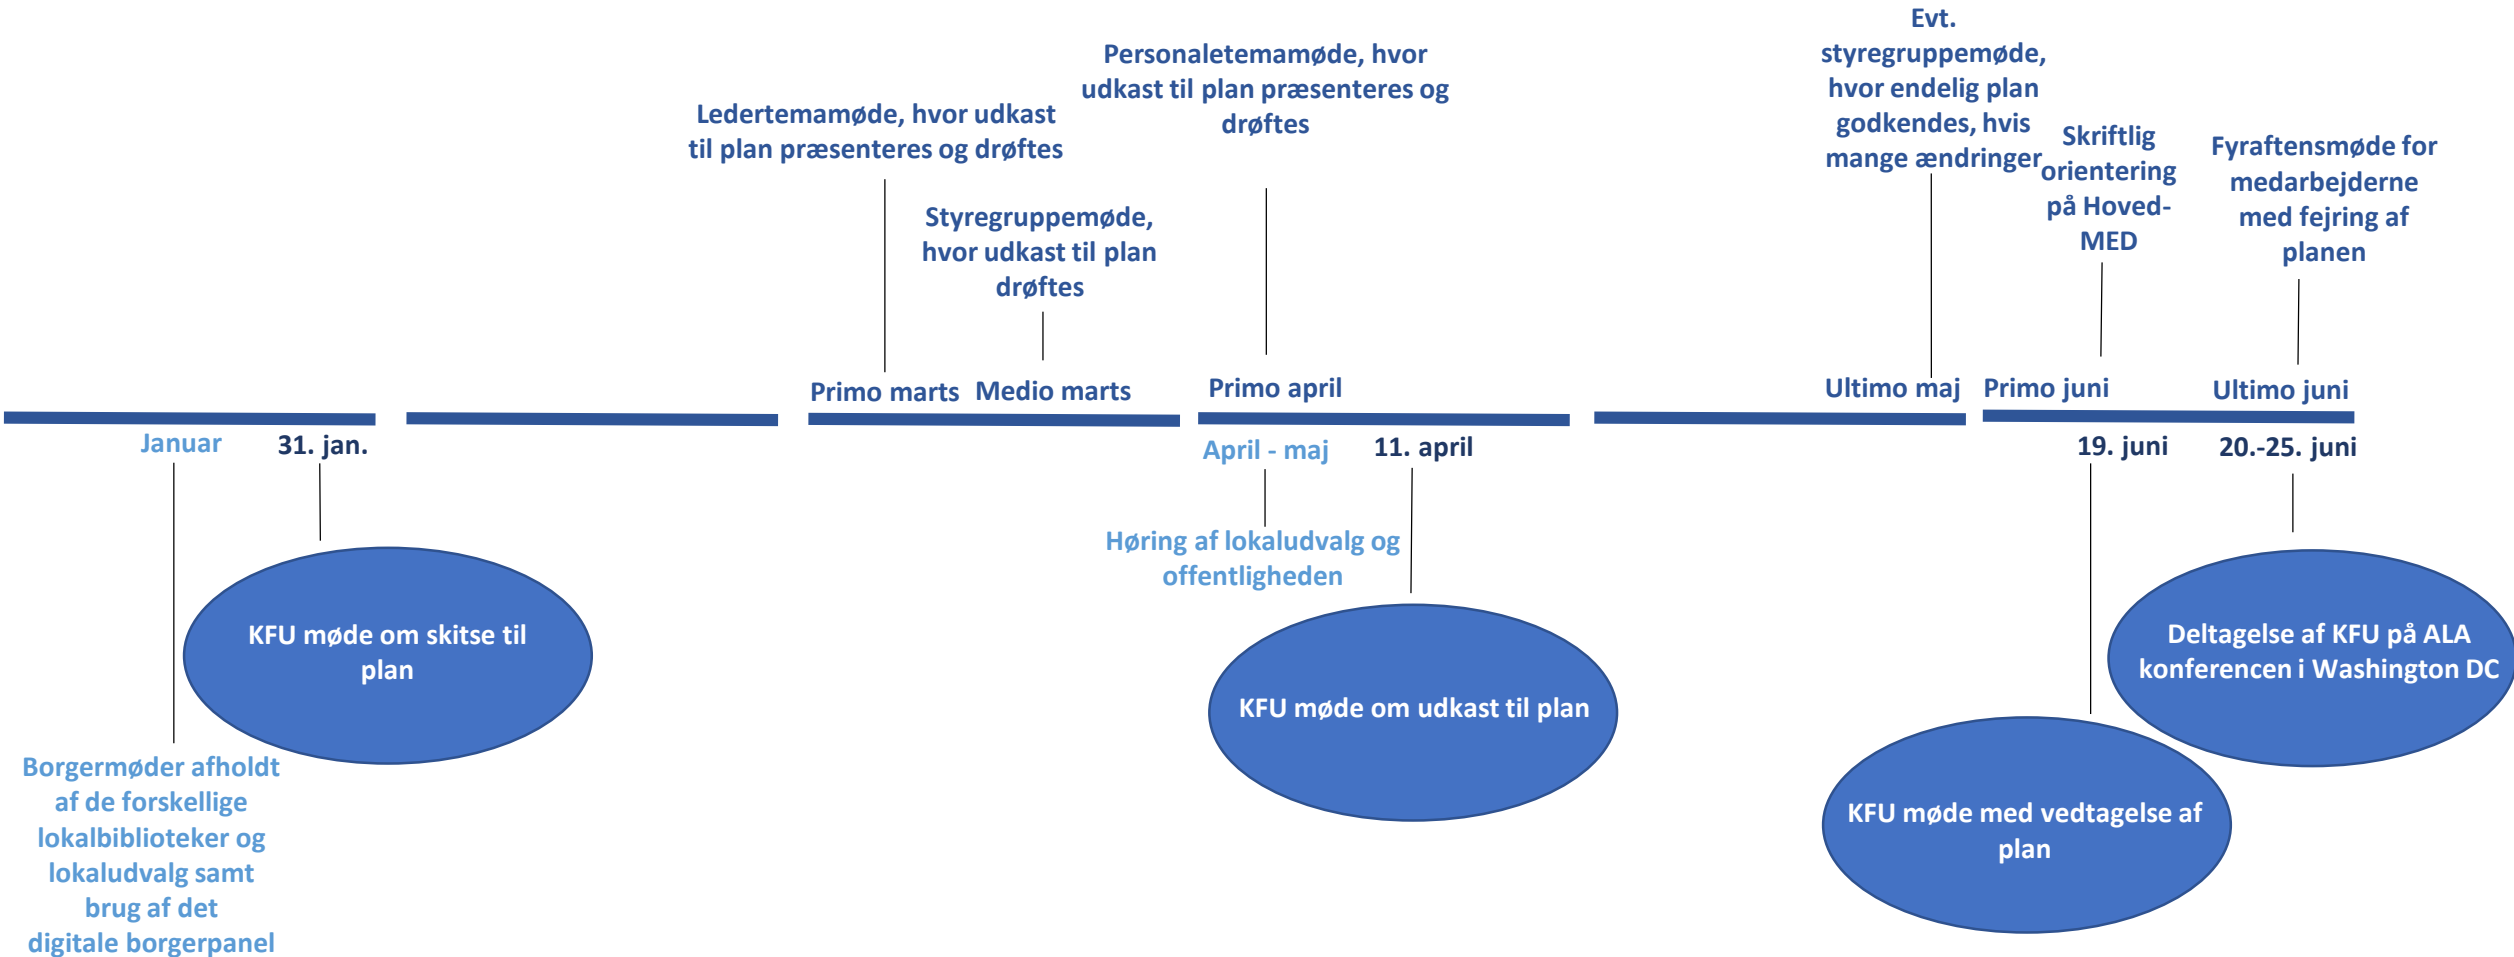 Ledertemamøde, hvor udkast
til plan præsenteres og drøftes
Styregruppemøde,
hvor udkast til plan
drøftes
Personaletemamøde, hvor
udkast til plan præsenteres og
drøftes
Evt.
styregruppemøde,
hvor endelig plan
godkendes, hvis
mange ændringer
Skriftlig
orientering
på Hoved-
MED
Fyraftensmøde for
medarbejderne
med fejring af
planen
Primo marts
Medio marts
Primo april
Ultimo maj
Primo juni
Ultimo juni
Januar
31. jan.
April - maj
11. april
19. juni
20.-25. juni
Høring af lokaludvalg og
offentligheden
KFU møde om skitse til
plan
KFU møde om udkast til plan
Deltagelse af KFU på ALA
konferencen i Washington DC
KFU møde med vedtagelse af
plan
Borgermøder afholdt
af de forskellige
lokalbiblioteker og
lokaludvalg samt
brug af det
digitale borgerpanel